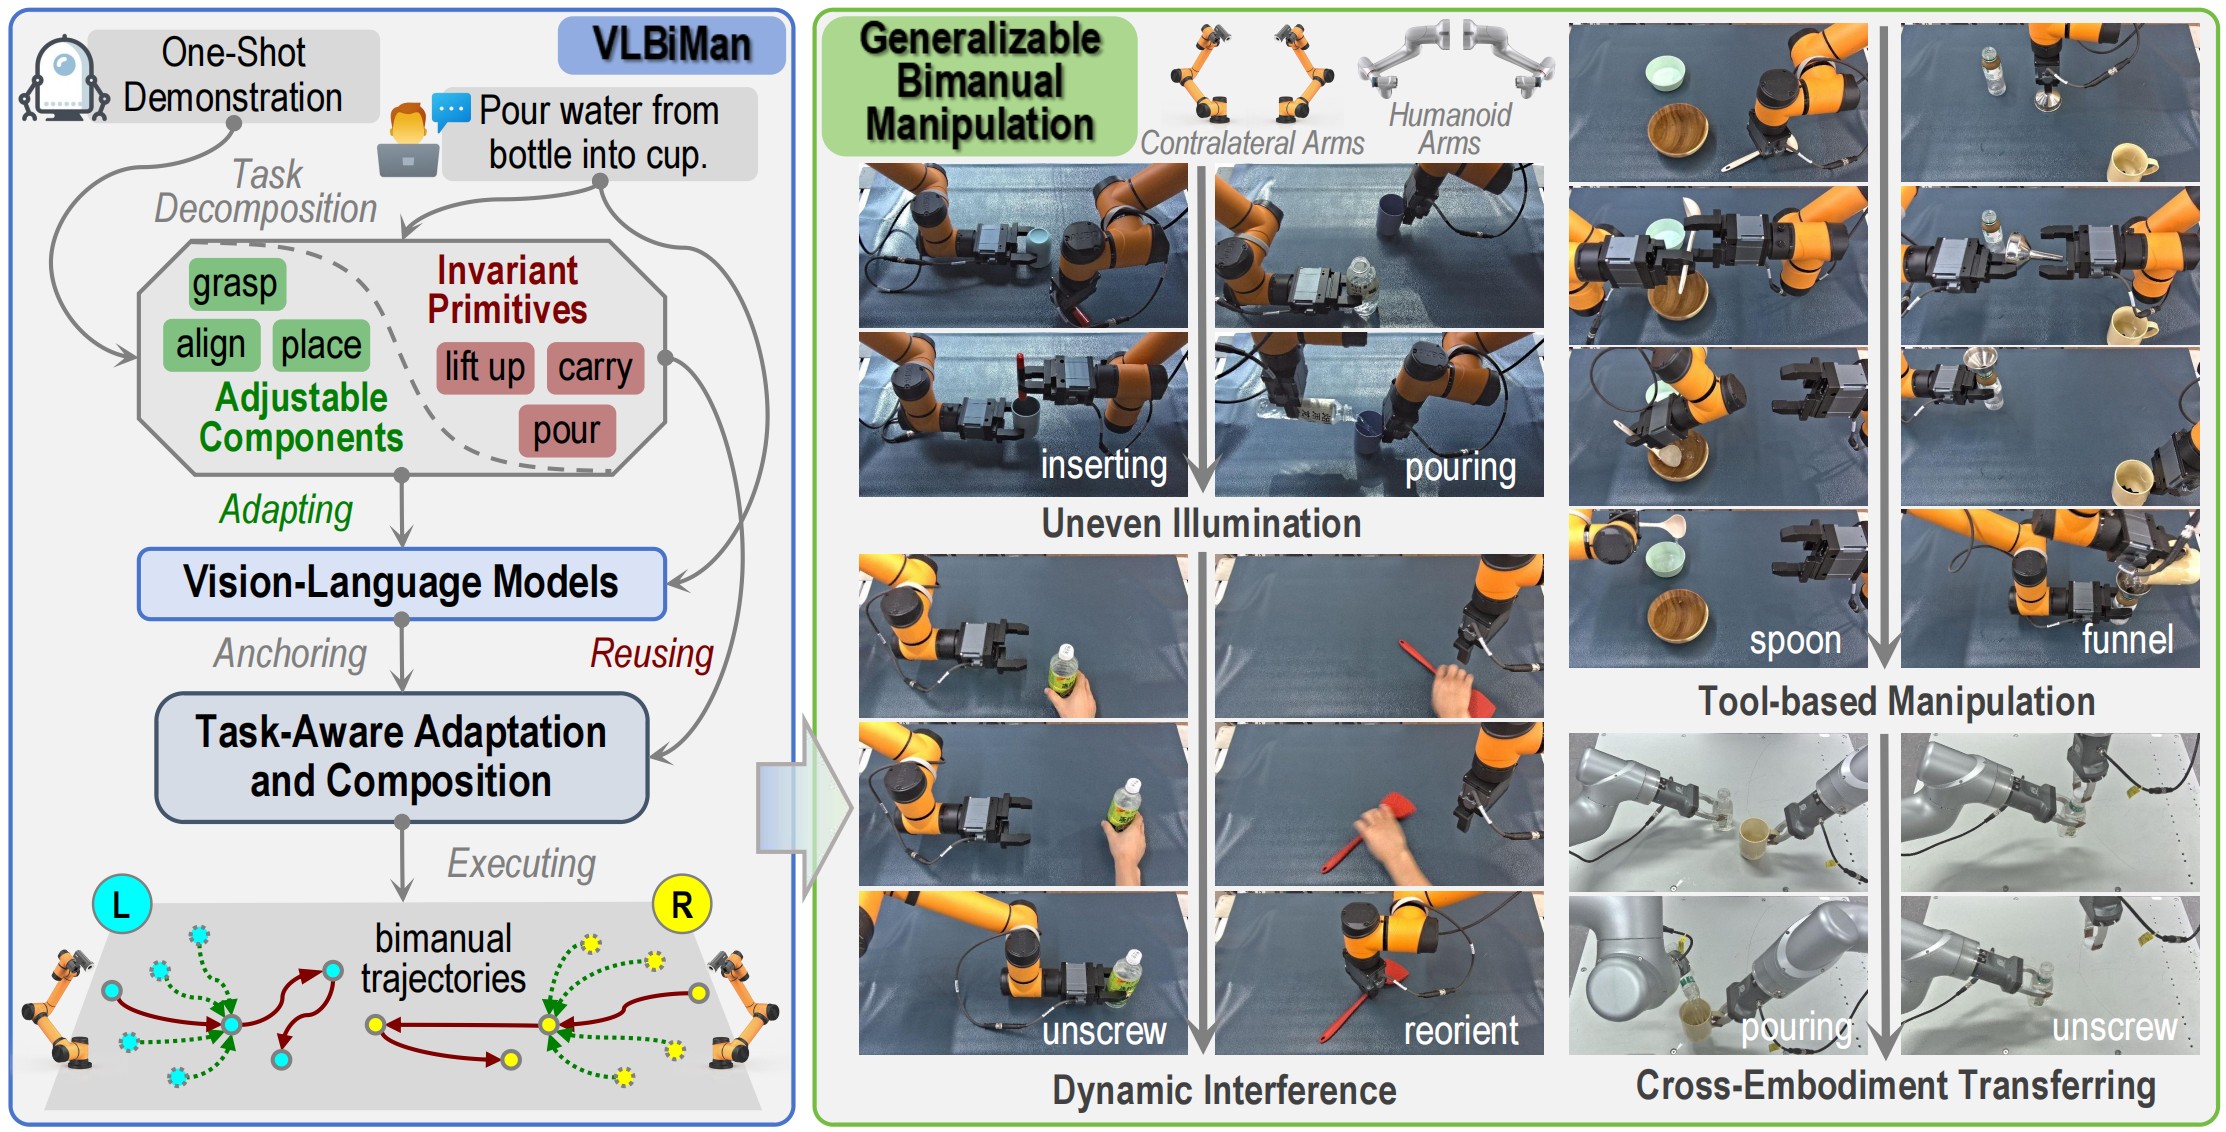 One-Shot
Demonstration
VLBiMan
Pour water from
bottle into cup.
Task
Decomposition
grasp
align
place
Adjustable
Components
Invariant
Primitives
lift up
carry
pour
Adapting
Vision-Language Models
Anchoring
Reusing
Task-Aware Adaptation
and Composition
Executing
L
R
bimanual
trajectories
Generalizable
Bimanual
Manipulation
Contralateral Arms
Humanoid
Arms
inserting
pouring
Uneven Illumination
unscrew
reorient
Dynamic Interference
spoon
funnel
Tool-based Manipulation
pouring
unscrew
Cross-Embodiment Transferring